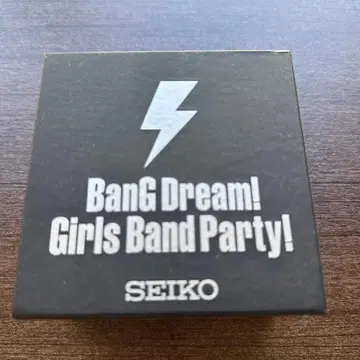 BanG Dream!
Girls Band Party!
SEIKO